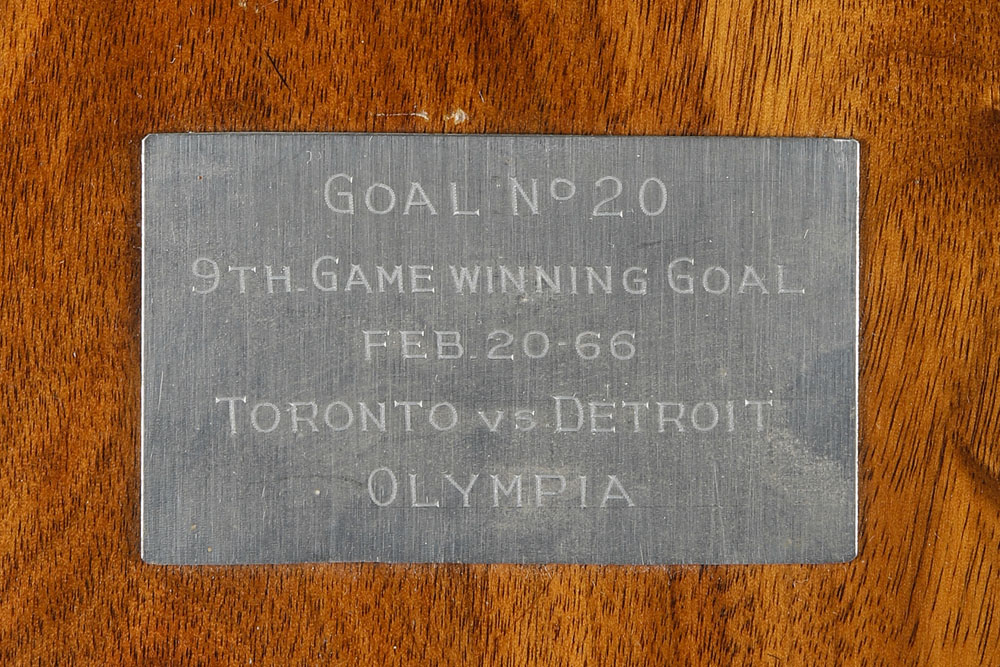 GOAL No 20
9TH. GAME WINNING GOAL
FEB. 20-66
TORONTO vs DETROIT
OLYMPIA